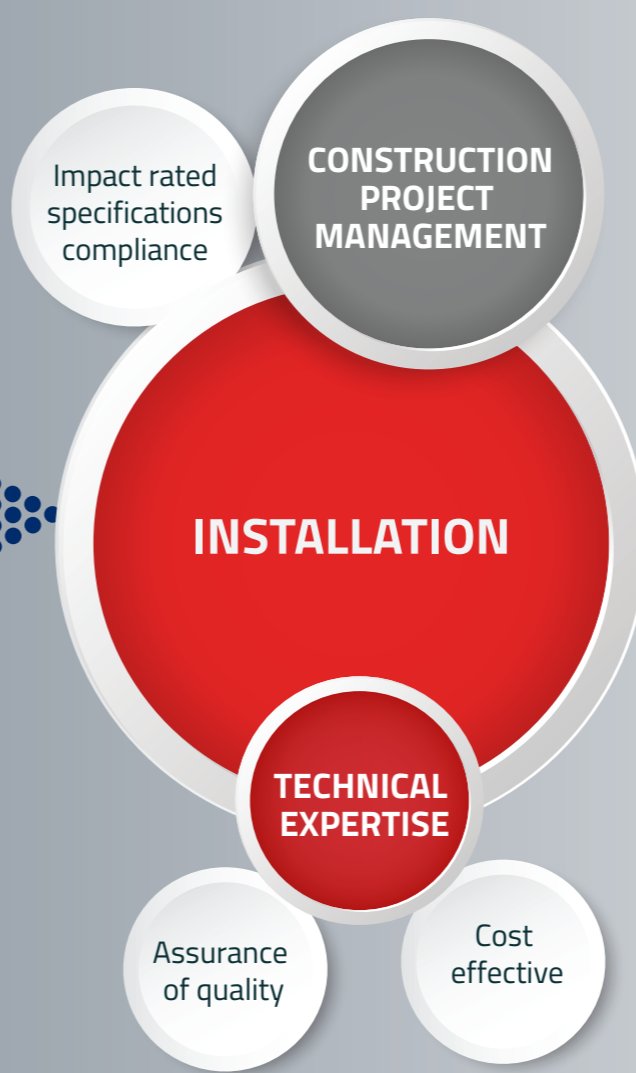 Impact rated
specifications
compliance
CONSTRUCTION
PROJECT
MANAGEMENT
INSTALLATION
TECHNICAL
EXPERTISE
Assurance
of quality
Cost
effective